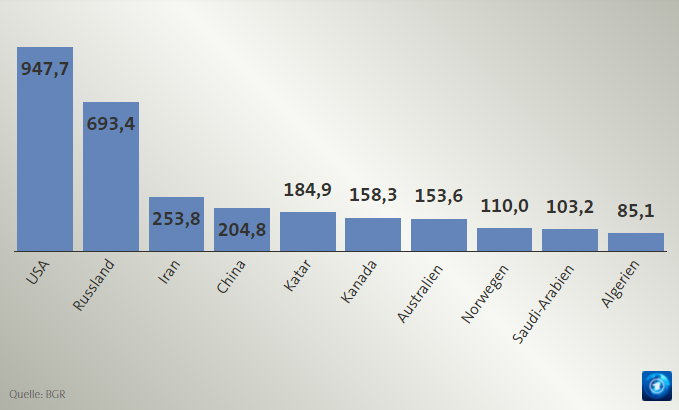 947,7
693,4
253,8
204,8
184,9
158,3
153,6
110,0
103,2
85,1
USA
Russland
Iran
China
Katar
Kanada
Australien
Norwegen
Saudi-Arabien
Algerien
Quelle: BGR